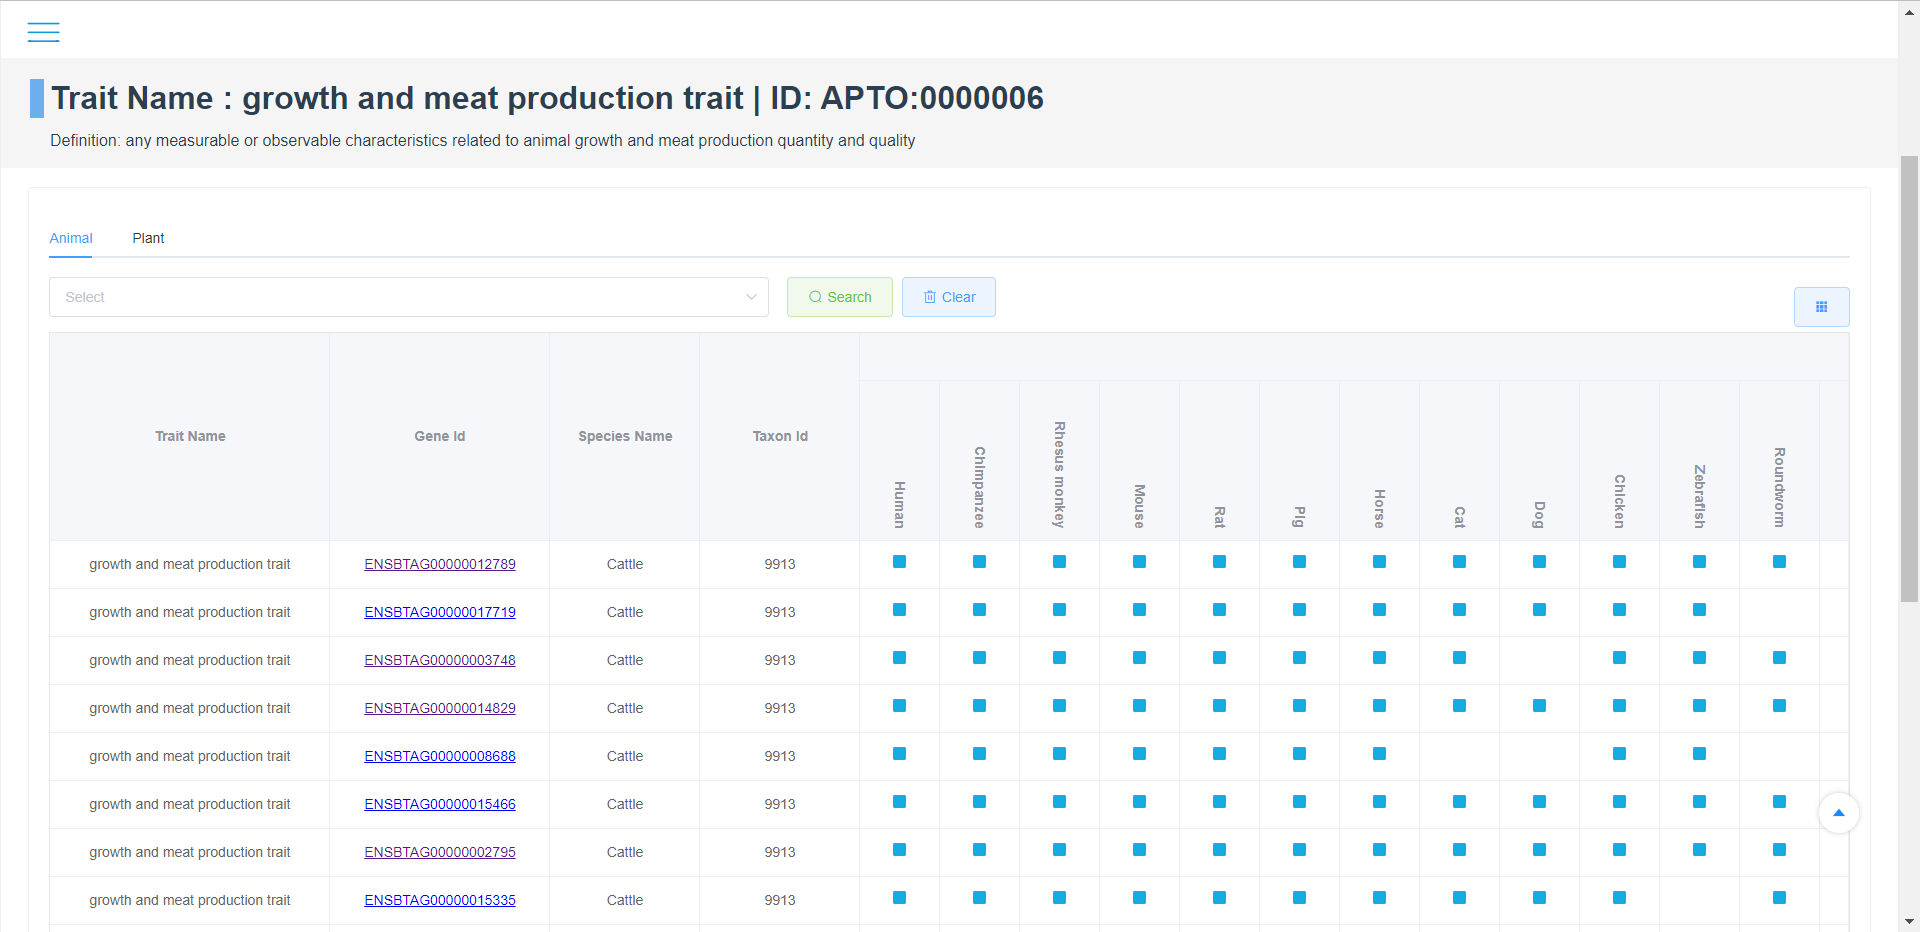 Trait Name : growth and meat production trait | ID: APTO:0000006
Definition: any measurable or observable characteristics related to animal growth and meat production quantity and quality
Animal Plant
Select Search Clear
Trait Name Gene Id Species Name Taxon Id Human Chimpanzee Rhesus monkey Mouse Rat Pig Horse Cat Dog Chicken Zebrafish Roundworm
growth and meat production trait ENSBTAG00000012789 Cattle 9913
growth and meat production trait ENSBTAG00000017719 Cattle 9913
growth and meat production trait ENSBTAG00000003748 Cattle 9913
growth and meat production trait ENSBTAG00000014829 Cattle 9913
growth and meat production trait ENSBTAG00000008688 Cattle 9913
growth and meat production trait ENSBTAG00000015466 Cattle 9913
growth and meat production trait ENSBTAG00000002795 Cattle 9913
growth and meat production trait ENSBTAG00000015335 Cattle 9913